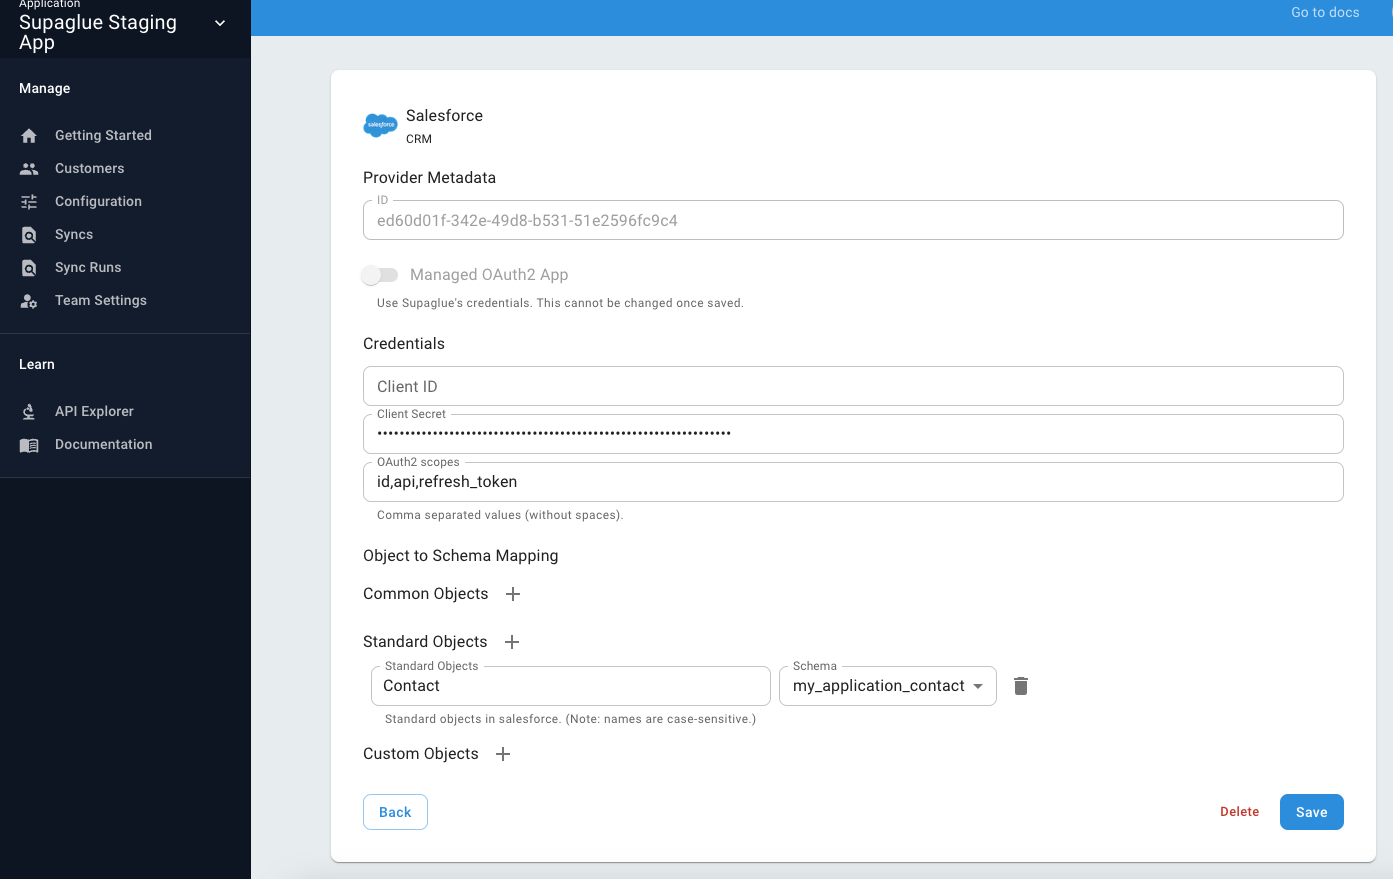 Application
Supaglue Staging
App
Go to docs
Manage
Getting Started
Customers
Configuration
Syncs
Sync Runs
Team Settings
Learn
API Explorer
Documentation
salesforce
Salesforce
CRM
Provider Metadata
ID
ed60d01f-342e-49d8-b531-51e2596fc9c4
Managed OAuth2 App
Use Supaglue's credentials. This cannot be changed once saved.
Credentials
Client ID
Client Secret
••••••••••••••••••••••••••••••••••••••••••••••••••••••••••••••••
OAuth2 scopes
id,api,refresh_token
Comma separated values (without spaces).
Object to Schema Mapping
Common Objects
Standard Objects
Standard Objects
Contact
Schema
my_application_contact
Standard objects in salesforce. (Note: names are case-sensitive.)
Custom Objects
Back
Delete
Save